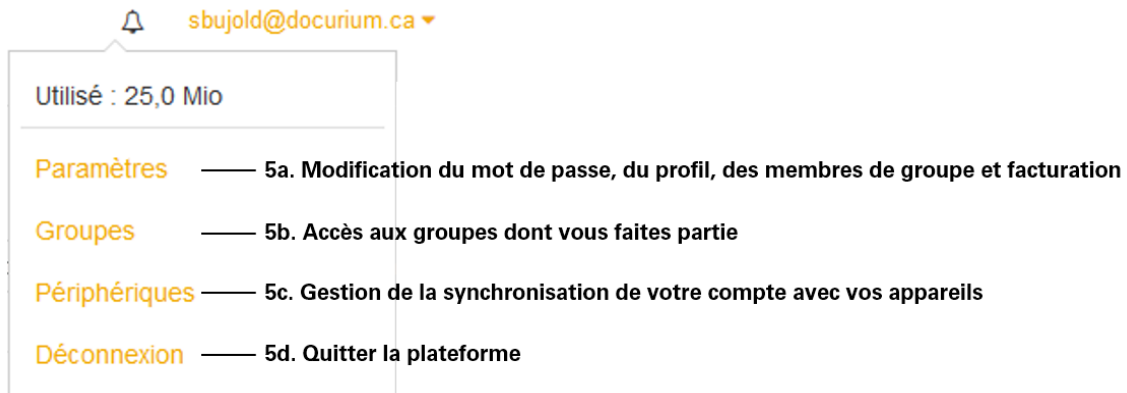 sbujold@docurium.ca
Utilisé : 25,0 Mio
Paramètres 5a. Modification du mot de passe, du profil, des membres de groupe et facturation
Groupes 5b. Accès aux groupes dont vous faites partie
Périphériques 5c. Gestion de la synchronisation de votre compte avec vos appareils
Déconnexion 5d. Quitter la plateforme